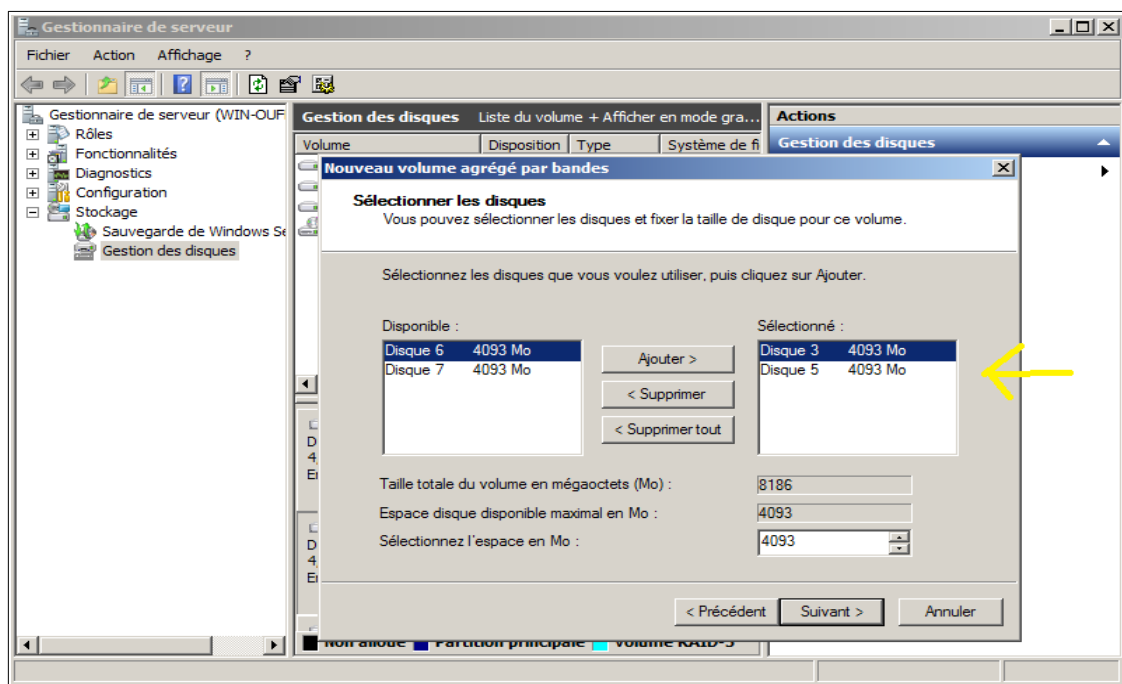 Gestionnaire de serveur
Fichier Action Affichage ?
Gestionnaire de serveur (WIN-OUF
Rôles
Fonctionnalités
Diagnostics
Configuration
Stockage
Sauvegarde de Windows Se
Gestion des disques
Gestion des disques Liste du volume + Afficher en mode gra...
Volume Disposition Type Système de fi
Actions
Gestion des disques
Nouveau volume agrégé par bandes
Sélectionner les disques
Vous pouvez sélectionner les disques et fixer la taille de disque pour ce volume.
Sélectionnez les disques que vous voulez utiliser, puis cliquez sur Ajouter.
Disponible :
Disque 6 4093 Mo
Disque 7 4093 Mo
Ajouter >
< Supprimer
< Supprimer tout
Sélectionné :
Disque 3 4093 Mo
Disque 5 4093 Mo
Taille totale du volume en mégaoctets (Mo) : 8186
Espace disque disponible maximal en Mo : 4093
Sélectionnez l'espace en Mo : 4093
< Précédent Suivant > Annuler
Non alloué Partition principale Volume RAID-5